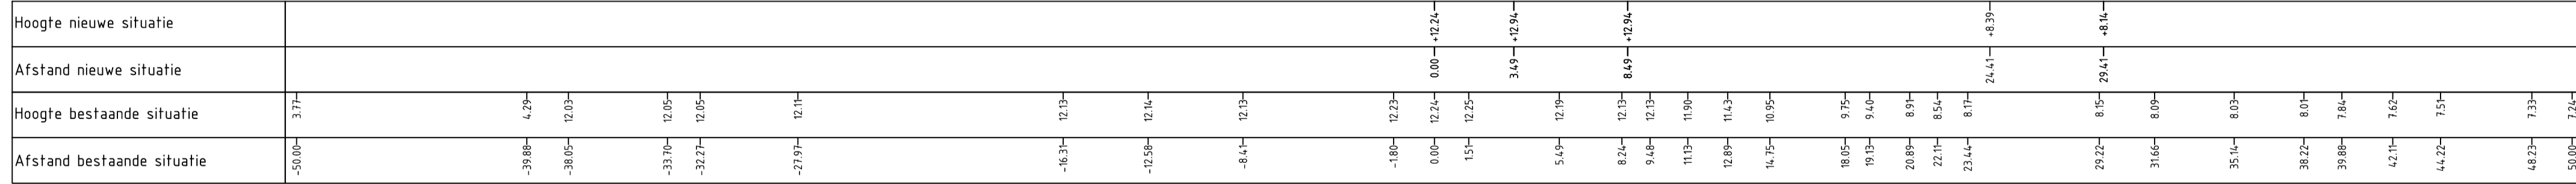 Hoogte nieuwe situatie +12.24 +12.94 +12.94 +8.39 +8.14
Afstand nieuwe situatie 0.00 3.49 8.49 24.41 29.41
Hoogte bestaande situatie 3.77 4.29 12.03 12.05 12.05 12.11 12.13 12.14 12.13 12.23 12.24 12.25 12.19 12.13 12.13 11.90 11.43 10.95 9.75 9.40 8.91 8.54 8.17 8.15 8.09 8.03 8.01 7.84 7.62 7.51 7.33 7.24
Afstand bestaande situatie -50.00 -39.88 -38.05 -33.70 -32.27 -27.97 -16.31 -12.58 -8.41 -1.80 0.00 1.51 5.49 8.24 9.48 11.13 12.89 14.75 18.05 19.13 20.89 22.11 23.44 29.22 31.66 35.14 38.22 39.88 42.11 44.22 48.23 50.00